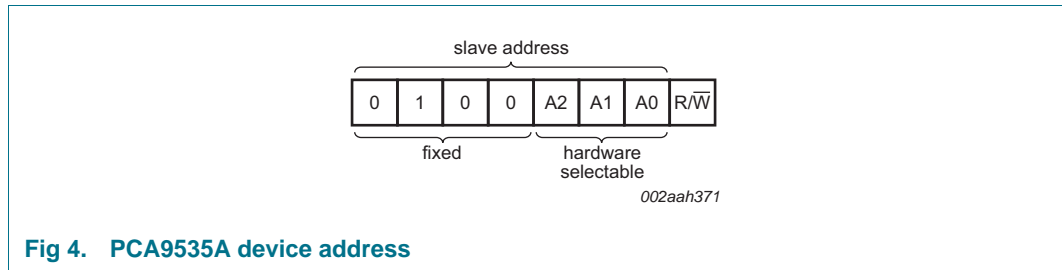 slave address
0 1 0 0 A2 A1 A0 R/W̅
fixed
hardware
selectable
002aah371
Fig 4. PCA9535A device address